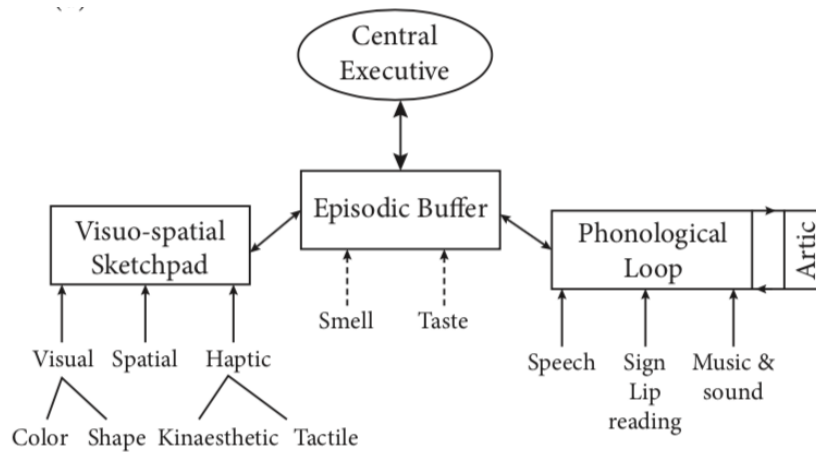 Central
Executive
Episodic Buffer
Visuo-spatial
Sketchpad
Phonological
Loop
Artic
Smell Taste
Visual Spatial Haptic
Speech Sign Music &
Lip sound
reading
Color Shape Kinaesthetic Tactile